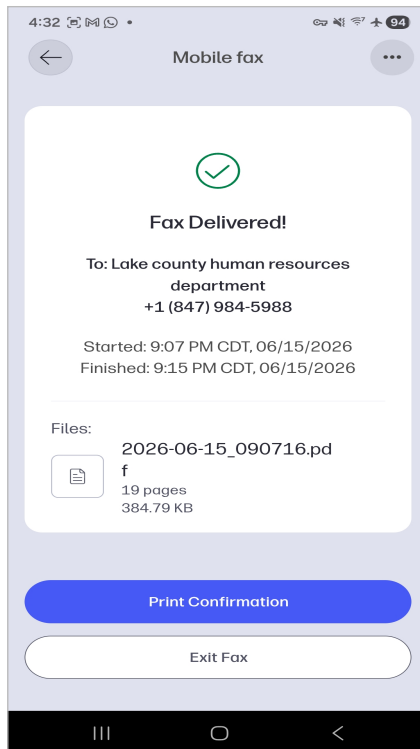 4:32
94
Mobile fax
Fax Delivered!
To: Lake county human resources
department
+1 (847) 984-5988
Started: 9:07 PM CDT, 06/15/2026
Finished: 9:15 PM CDT, 06/15/2026
Files:
2026-06-15_090716.pd
f
19 pages
384.79 KB
Print Confirmation
Exit Fax